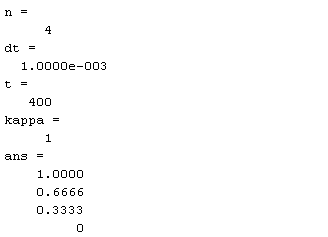 n =
4
dt =
1.0000e-003
t =
400
kappa =
1
ans =
1.0000
0.6666
0.3333
0